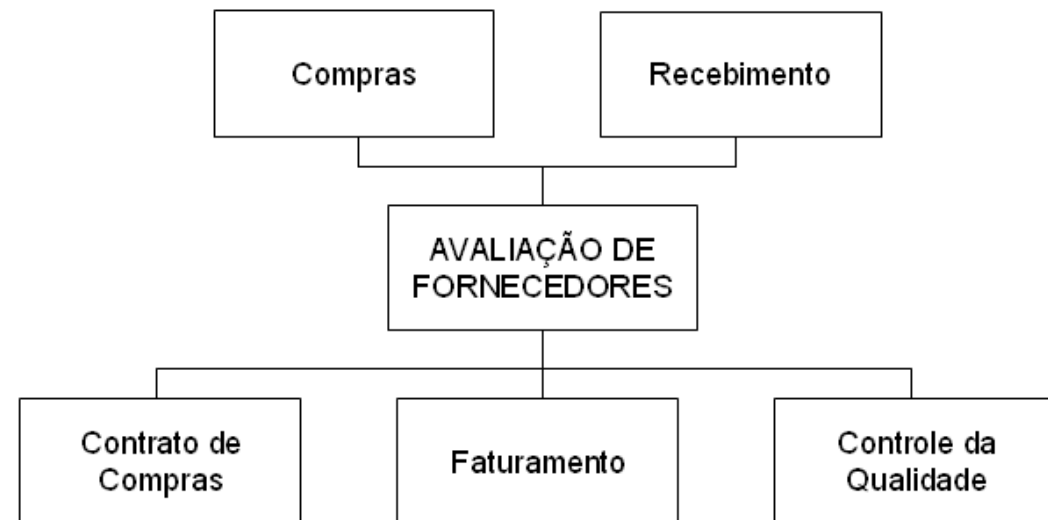 Compras
Recebimento
AVALIAÇÃO DE
FORNECEDORES
Contrato de
Compras
Faturamento
Controle da
Qualidade